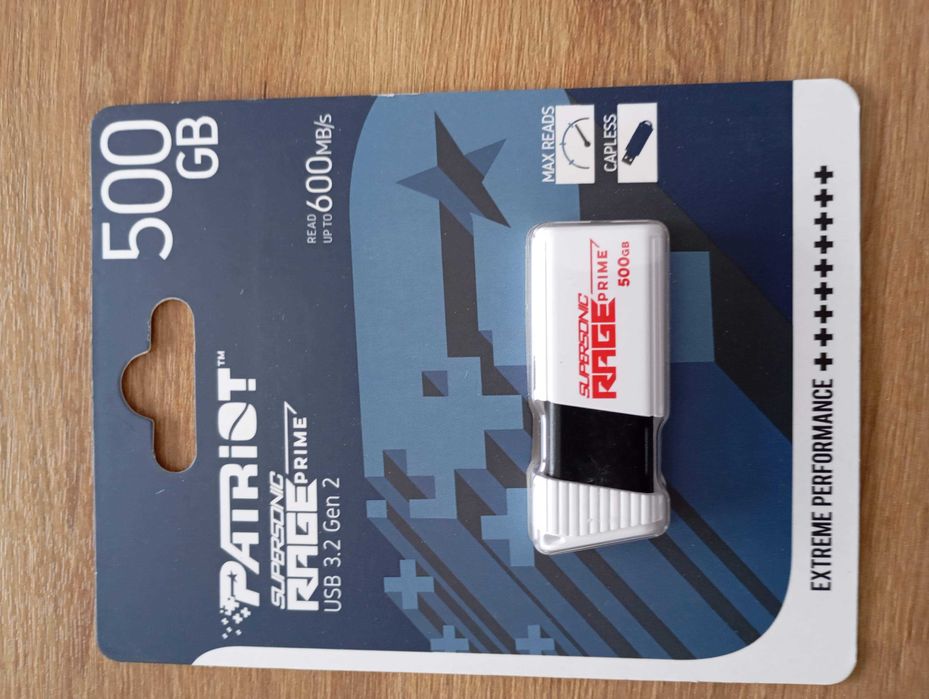 500
GB
READ
UP TO 600MB/s
PATRIOT™
SUPERSONIC
RAGE PRIME
USB 3.2 Gen 2
MAX READS
CAPLESS
SUPERSONIC
RAGE PRIME
500GB
EXTREME PERFORMANCE ++++++++